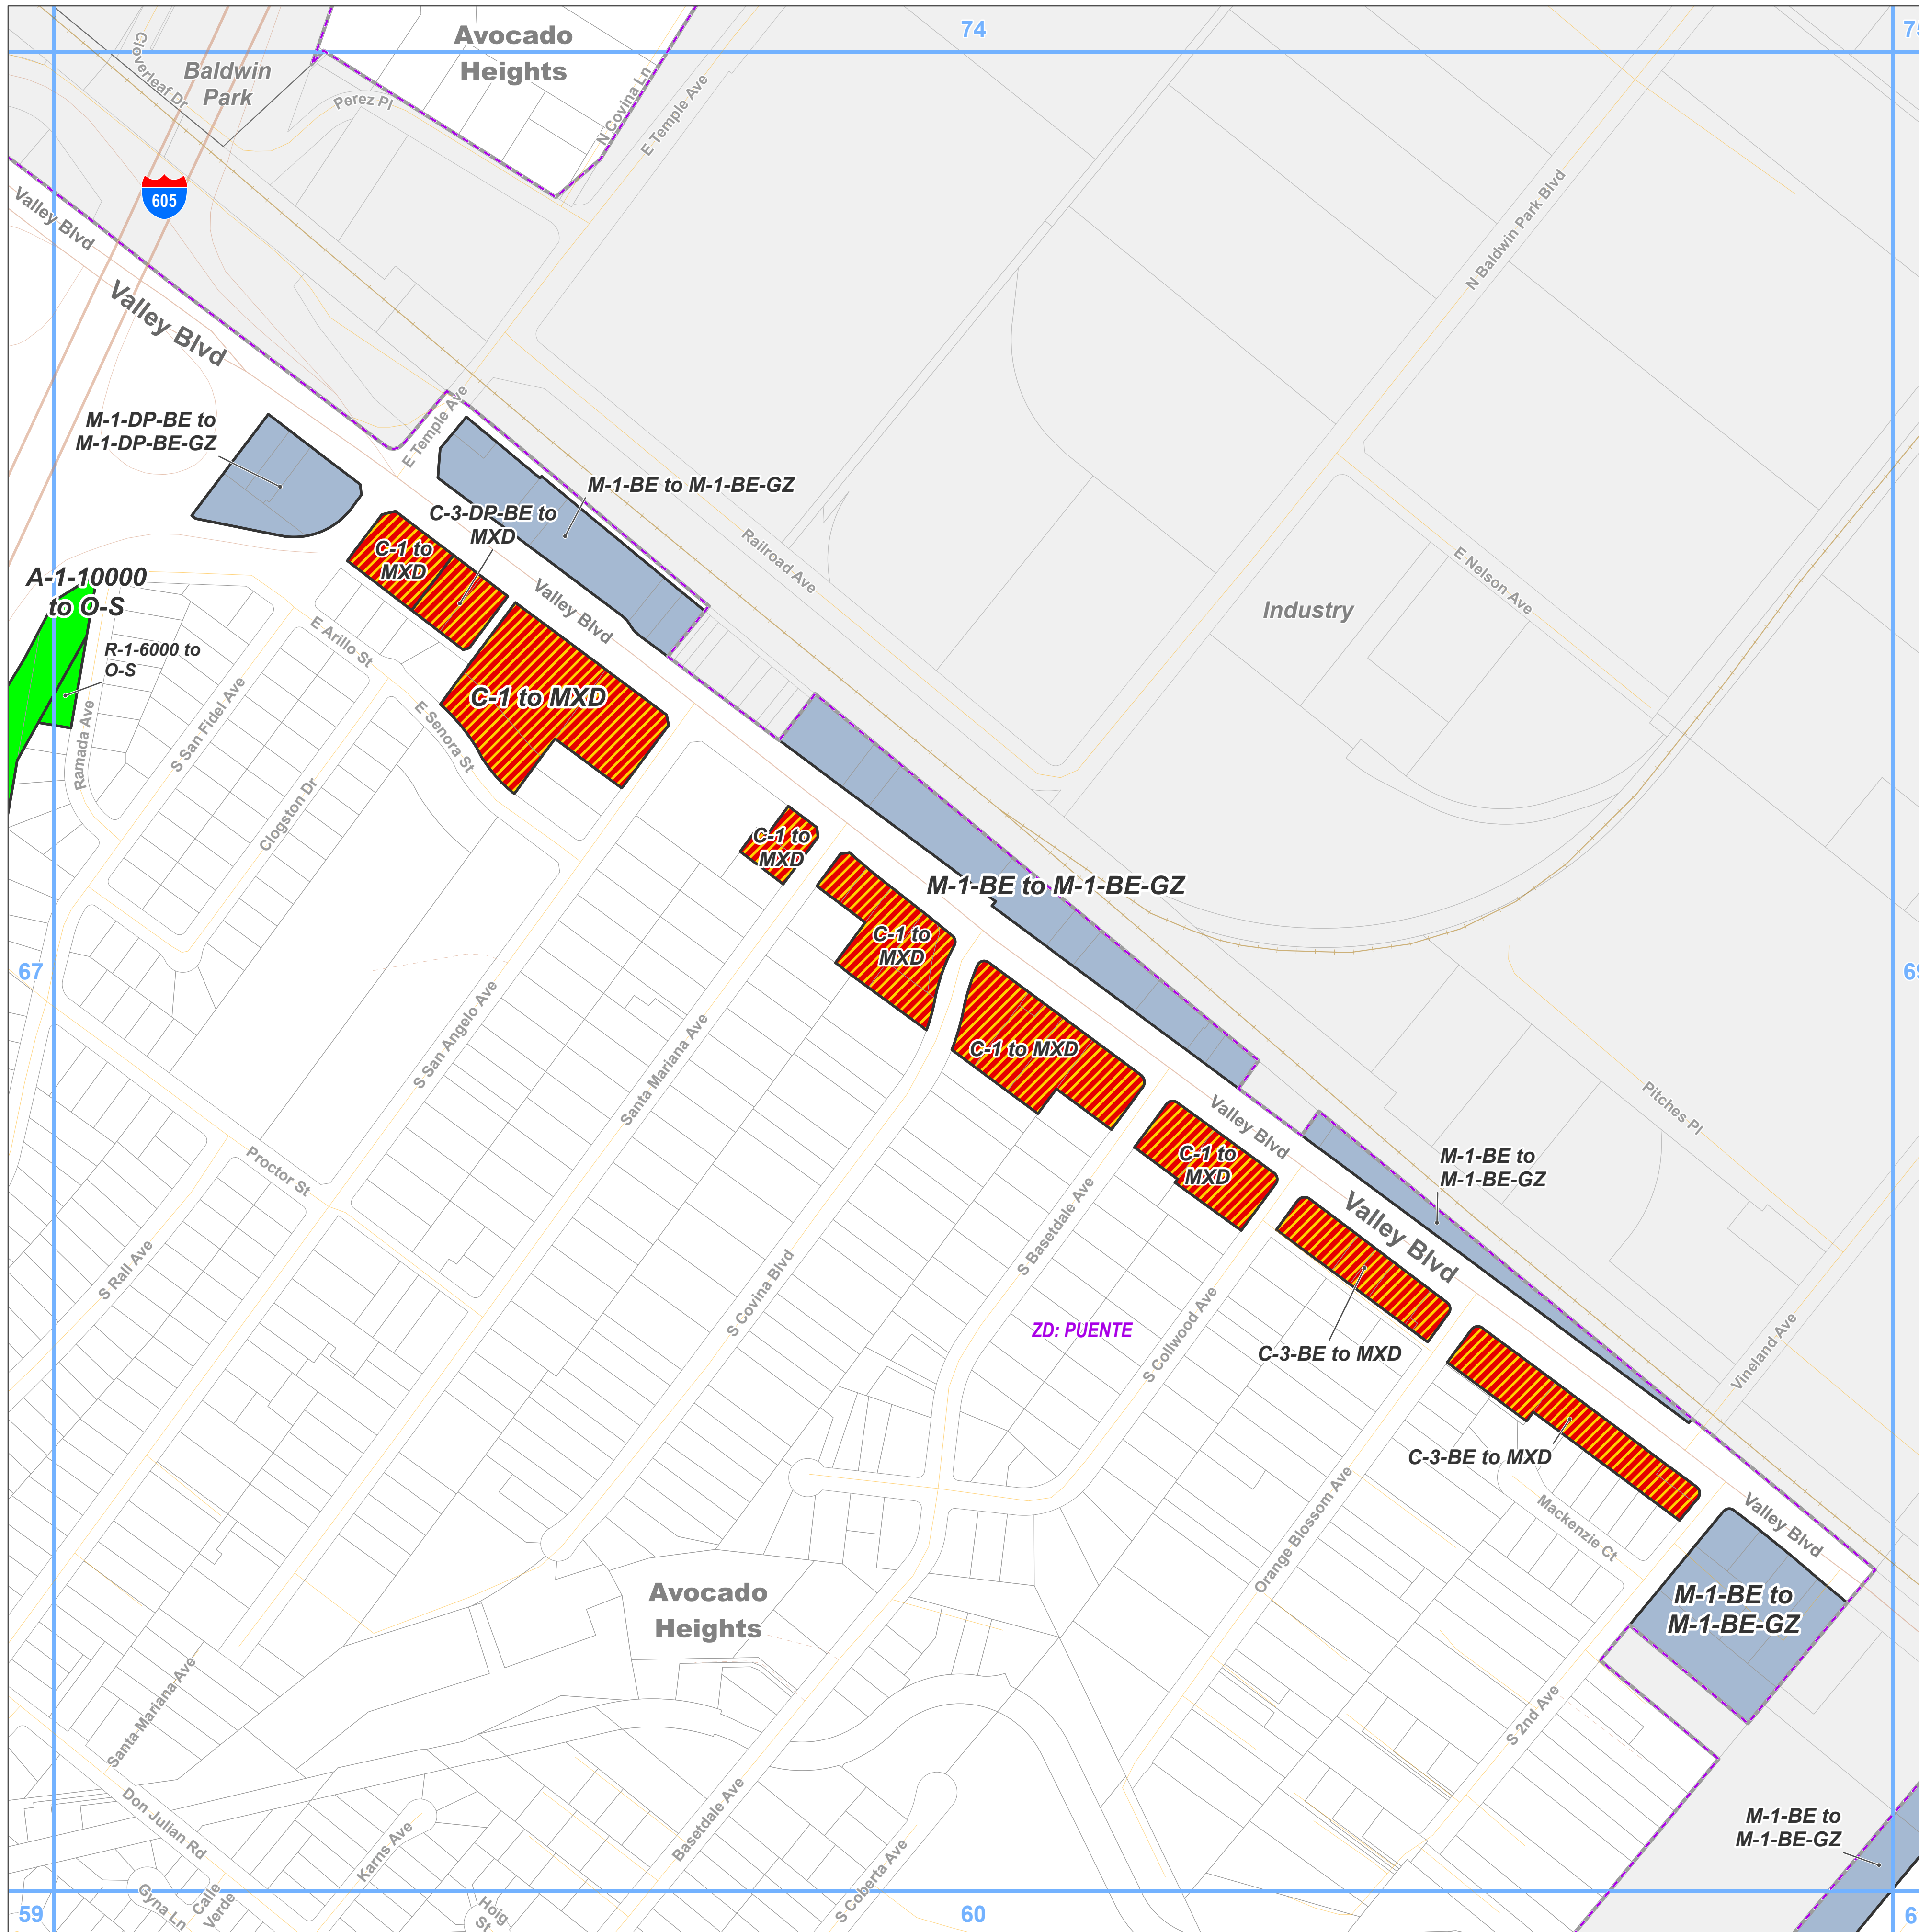 74
75
Avocado
Heights
Baldwin
Park
Cloverleaf Dr
Perez Pl
N Covina Ln
E Temple Ave
605
Valley Blvd
Valley Blvd
N Baldwin Park Blvd
M-1-DP-BE to
M-1-DP-BE-GZ
E Temple Ave
M-1-BE to M-1-BE-GZ
C-3-DP-BE to
MXD
C-1 to
MXD
Railroad Ave
E Nelson Ave
A-1-10000
to O-S
Valley Blvd
Industry
R-1-6000 to
O-S
E Arillo St
C-1 to MXD
S San Fidel Ave
E Senora St
Ramada Ave
Clogston Dr
C-1 to
MXD
M-1-BE to M-1-BE-GZ
C-1 to
MXD
67
69
S San Angelo Ave
Santa Mariana Ave
C-1 to MXD
Pitches Pl
Valley Blvd
C-1 to
MXD
M-1-BE to
M-1-BE-GZ
Proctor St
S Basetdale Ave
Valley Blvd
S Rall Ave
S Covina Blvd
ZD: PUENTE
S Collwood Ave
C-3-BE to MXD
Vineland Ave
C-3-BE to MXD
Orange Blossom Ave
Mackenzie Ct
Valley Blvd
Avocado
Heights
M-1-BE to
M-1-BE-GZ
Santa Mariana Ave
S 2nd Ave
Don Julian Rd
Karns Ave
Basetdale Ave
S Coberta Ave
M-1-BE to
M-1-BE-GZ
Gyna Ln
Calle
Verde
Hoig
St
59
60